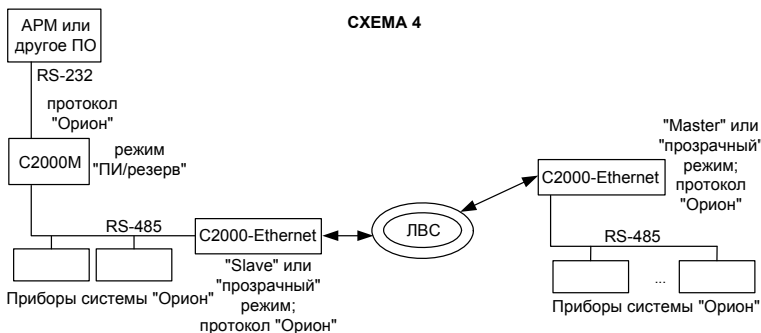 СХЕМА 4
АРМ или
другое ПО
RS-232
протокол
"Орион"
С2000М
режим
"ПИ/резерв"
RS-485
С2000-Ethernet
"Slave" или
"прозрачный"
режим;
протокол "Орион"
Приборы системы "Орион"
ЛВС
"Master" или
"прозрачный"
режим;
протокол
"Орион"
С2000-Ethernet
RS-485
...
Приборы системы "Орион"